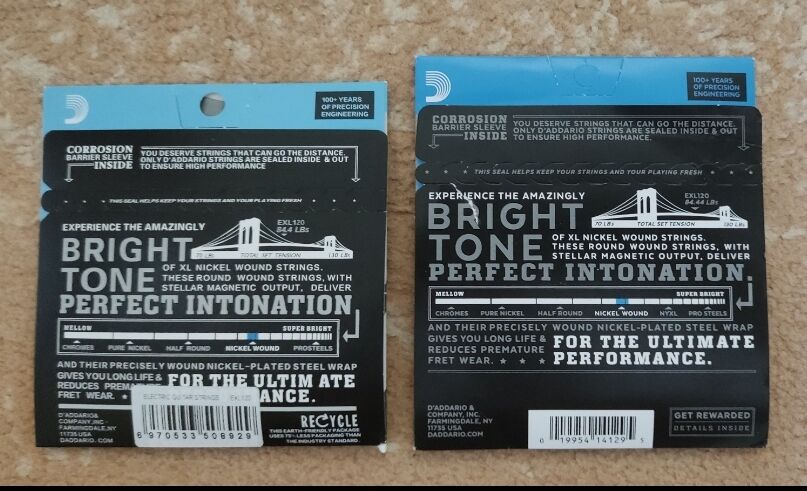 100+ YEARS
OF PRECISION
ENGINEERING
CORROSION
BARRIER SLEEVE
INSIDE
YOU DESERVE STRINGS THAT CAN GO THE DISTANCE.
ONLY D'ADDARIO STRINGS ARE SEALED INSIDE & OUT
TO ENSURE HIGH PERFORMANCE
THIS SEAL HELPS KEEP YOUR STRINGS AND YOUR PLAYING FRESH
EXPERIENCE THE AMAZINGLY
BRIGHT
TONE
EXL120
84.4 LBs
70 LBs TOTAL SET TENSION 130 LBs
OF XL NICKEL WOUND STRINGS.
THESE ROUND WOUND STRINGS, WITH
STELLAR MAGNETIC OUTPUT, DELIVER
PERFECT INTONATION
MELLOW SUPER BRIGHT
CHROMES PURE NICKEL HALF ROUND NICKEL WOUND PROSTEELS
AND THEIR PRECISELY WOUND NICKEL-PLATED STEEL WRAP
GIVES YOU LONG LIFE &
REDUCES PREMA
FRET WEAR.
FOR THE ULTIM ATE
ANCE.
D'ADDARIO&
COMPANY, INC·
FARMINGDALE, NY
11735 USA
DADDARIO.COM
ELECTRIC GUITAR STRINGS EXL120
6 970533 508929
RECYCLE
THIS EARTH-FRIENDLY PACKAGE
USES 75% LESS PACKAGING THAN
THE INDUSTRY STANDARD.
100+ YEARS
OF PRECISION
ENGINEERING
CORROSION
BARRIER SLEEVE
INSIDE
YOU DESERVE STRINGS THAT CAN GO THE DISTANCE.
ONLY D'ADDARIO STRINGS ARE SEALED INSIDE & OUT
TO ENSURE HIGH PERFORMANCE.
THIS SEAL HELPS KEEP YOUR STRINGS AND YOUR PLAYING FRESH
EXPERIENCE THE AMAZINGLY
BRIGHT
TONE
EXL120
84.44 LBs
70 LBs TOTAL SET TENSION 130 LBs
OF XL NICKEL WOUND STRINGS.
THESE ROUND WOUND STRINGS, WITH
STELLAR MAGNETIC OUTPUT, DELIVER
PERFECT INTONATION.
MELLOW SUPER BRIGHT
CHROMES PURE NICKEL HALF ROUND NICKEL WOUND NYXL PRO STEELS
AND THEIR PRECISELY WOUND NICKEL-PLATED STEEL WRAP
GIVES YOU LONG LIFE &
REDUCES PREMATURE
FRET WEAR.
FOR THE ULTIMATE
PERFORMANCE.
D'ADDARIO &
COMPANY, INC.
FARMINGDALE, NY
11735 USA
DADDARIO.COM
0 19954 14129 5
GET REWARDED
DETAILS INSIDE